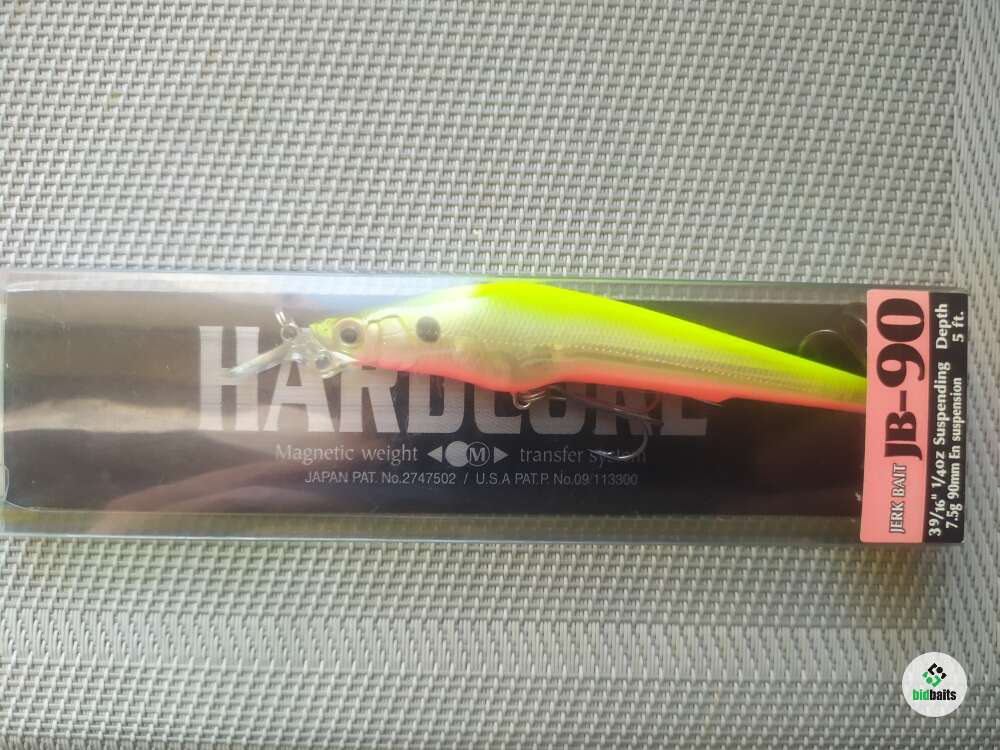 HARDCORE
Magnetic weight ◀ M ▶ transfer system
JAPAN PAT. No.2747502 / U.S.A PAT.P. No.09/113300
JERK BAIT JB-90
3 9/16" 1/4oz Suspending Depth
7.5g 90mm En suspension 5 ft.
bidbaits